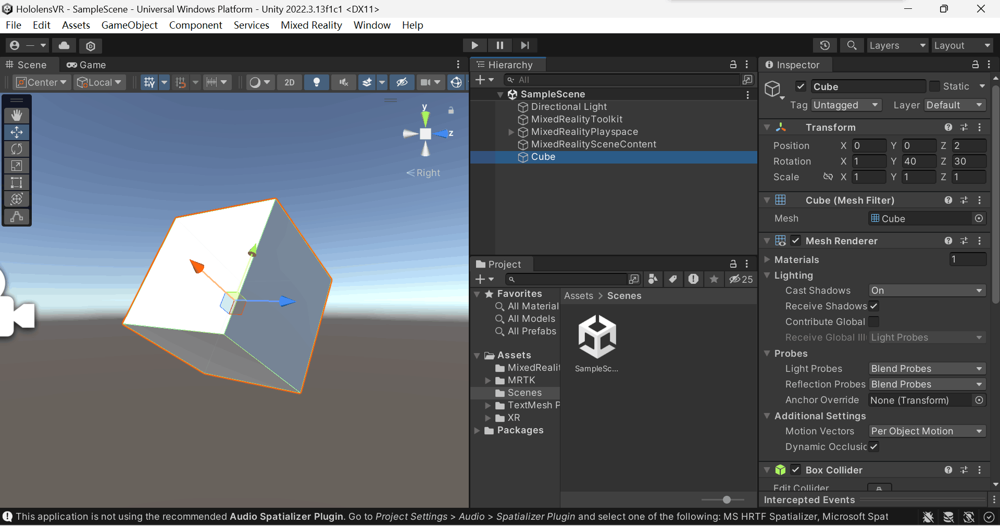 HololensVR - SampleScene - Universal Windows Platform - Unity 2022.3.13f1c1 <DX11>
File Edit Assets GameObject Component Services Mixed Reality Window Help
Layers Layout
Scene Game
Center Local 2D
y
z
Right
Hierarchy
All
SampleScene
Directional Light
MixedRealityToolkit
MixedRealityPlayspace
MixedRealitySceneContent
Cube
Project
25
Favorites
All Material
All Models
All Prefabs
Assets
MixedRealit
MRTK
Scenes
TextMesh P
XR
Packages
Assets > Scenes
SampleSc...
Inspector
Cube Static
Tag Untagged Layer Default
Transform
Position X 0 Y 0 Z 2
Rotation X 1 Y 40 Z 30
Scale X 1 Y 1 Z 1
Cube (Mesh Filter)
Mesh Cube
Mesh Renderer
Materials 1
Lighting
Cast Shadows On
Receive Shadows
Contribute Global
Receive Global Ill Light Probes
Probes
Light Probes Blend Probes
Reflection Probes Blend Probes
Anchor Override None (Transform)
Additional Settings
Motion Vectors Per Object Motion
Dynamic Occlusic
Box Collider
Edit Collider
Intercepted Events
This application is not using the recommended Audio Spatializer Plugin. Go to Project Settings > Audio > Spatializer Plugin and select one of the following: MS HRTF Spatializer, Microsoft Spat